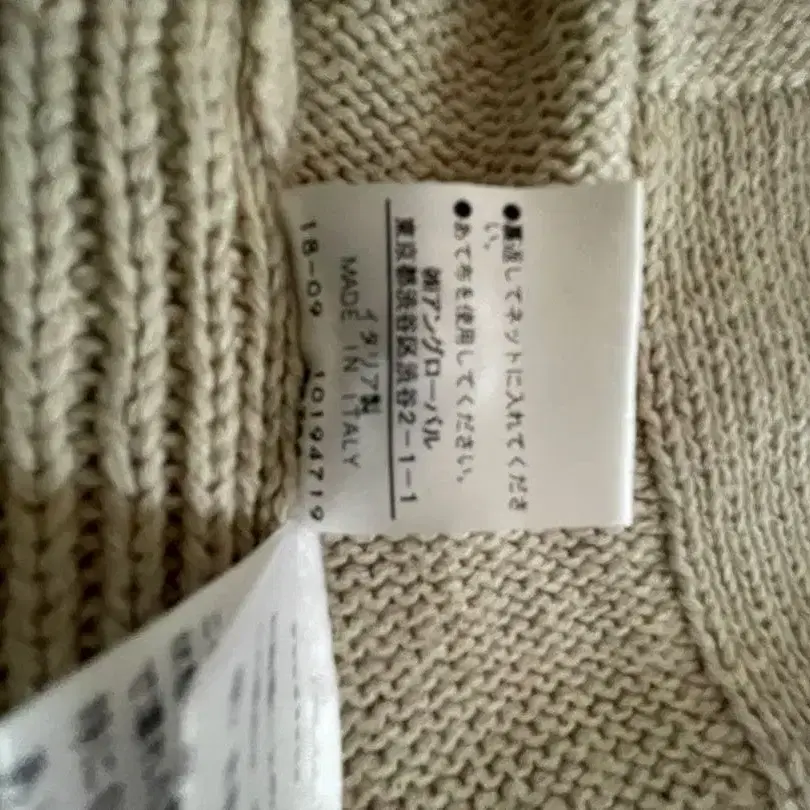 ●裏返してネットに入れてくださ
い。
●あて布を使用してください。
㈱アングローバル
東京都渋谷区渋谷2-1-1
イタリア製
MADE IN ITALY
18-09 10194719